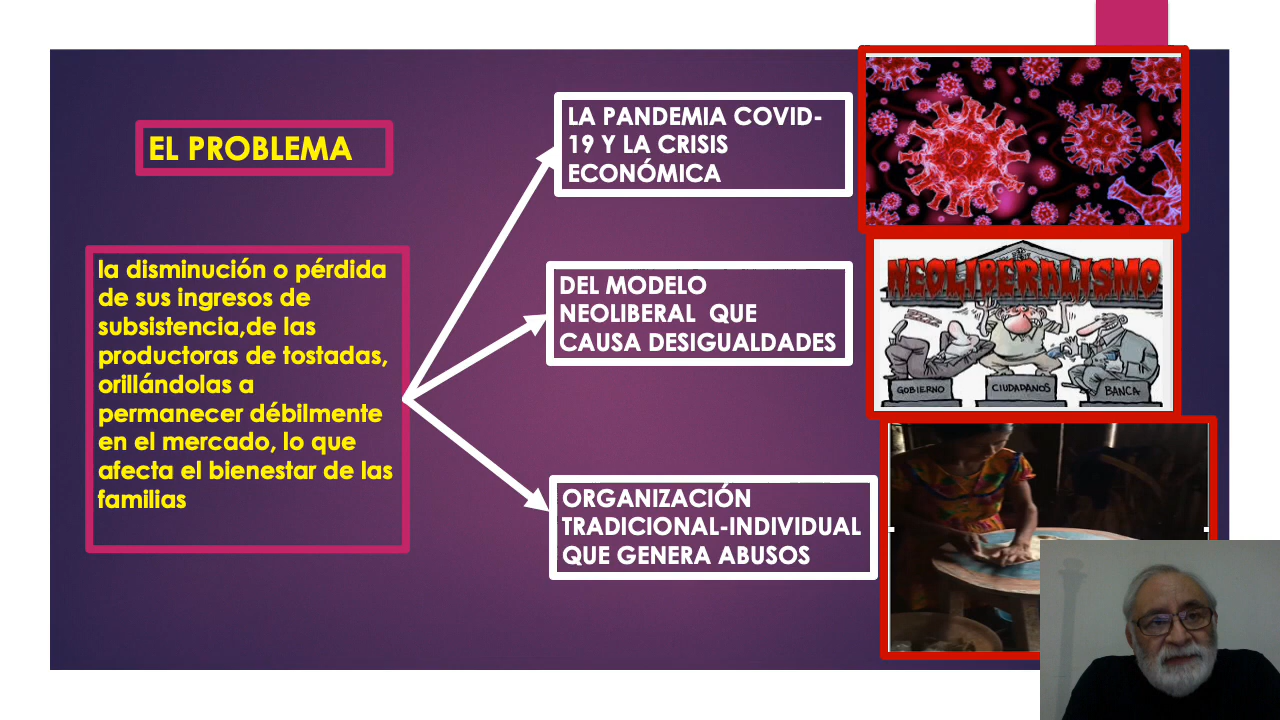 EL PROBLEMA
la disminución o pérdida
de sus ingresos de
subsistencia,de las
productoras de tostadas,
orillándolas a
permanecer débilmente
en el mercado, lo que
afecta el bienestar de las
familias
LA PANDEMIA COVID-
19 Y LA CRISIS
ECONÓMICA
DEL MODELO
NEOLIBERAL QUE
CAUSA DESIGUALDADES
ORGANIZACIÓN
TRADICIONAL-INDIVIDUAL
QUE GENERA ABUSOS
NEOLIBERALISMO
GOBIERNO
CIUDADANOS
BANCA